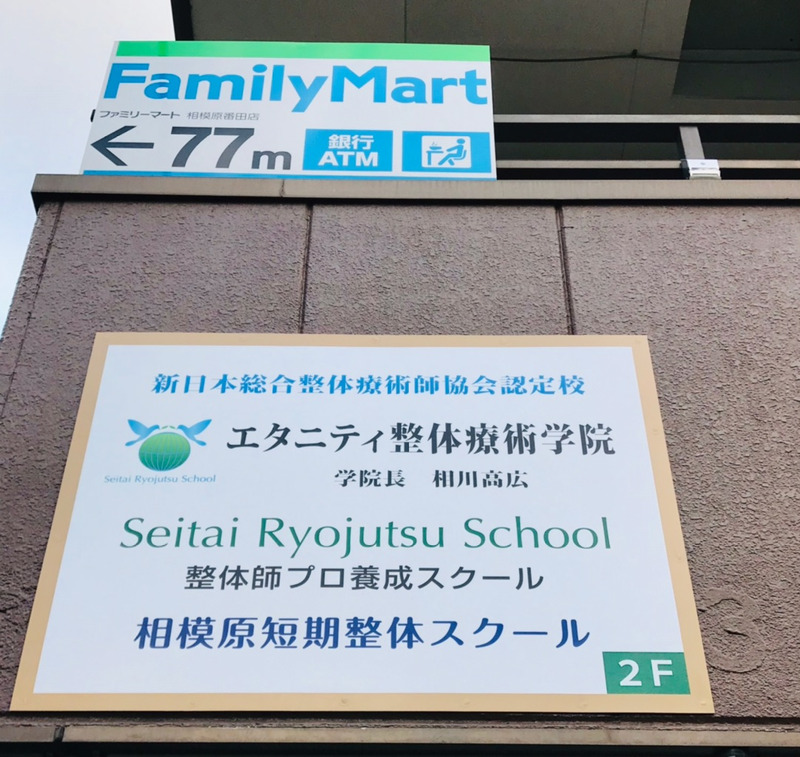 FamilyMart
ファミリーマート 相模原番田店
← 77m 銀行 ATM
新日本総合整体療術師協会認定校
エタニティ整体療術学院
Seitai Ryojutsu School
学院長 相川高広
Seitai Ryojutsu School
整体師プロ養成スクール
相模原短期整体スクール
2F